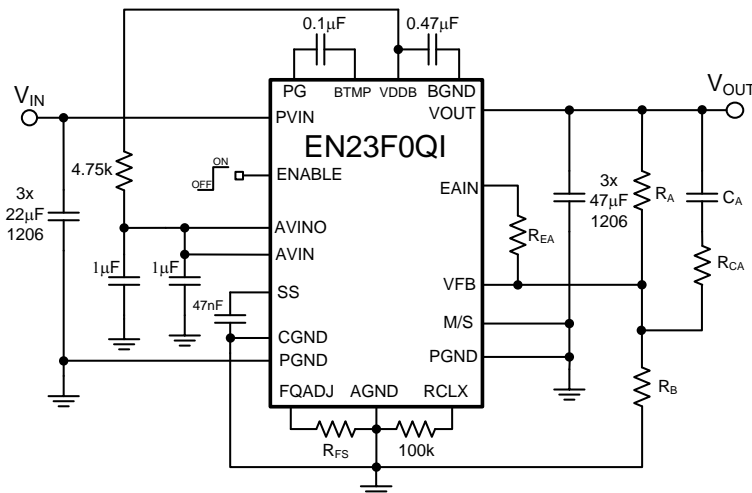 0.1µF
0.47µF
PG
BTMP
VDDB
BGND
VIN
VOUT
PVIN
VOUT
EN23F0QI
4.75k
ON
OFF
ENABLE
EAIN
3x
22µF
1206
3x
47µF
1206
RA
CA
REA
RCA
AVINO
AVIN
1µF
1µF
VFB
SS
47nF
M/S
CGND
PGND
PGND
RB
FQADJ
AGND
RCLX
RFS
100k